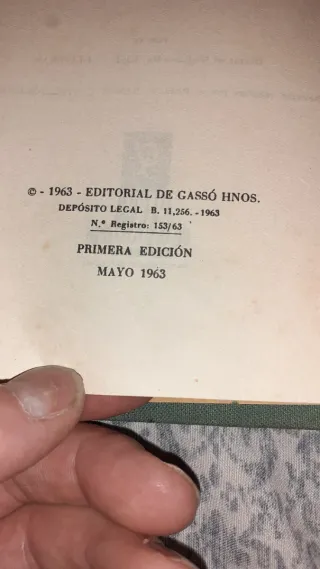 © - 1963 - EDITORIAL DE GASSÓ HNOS.
DEPÓSITO LEGAL B. 11,256. -1963
N.º Registro: 153/63
PRIMERA EDICIÓN
MAYO 1963